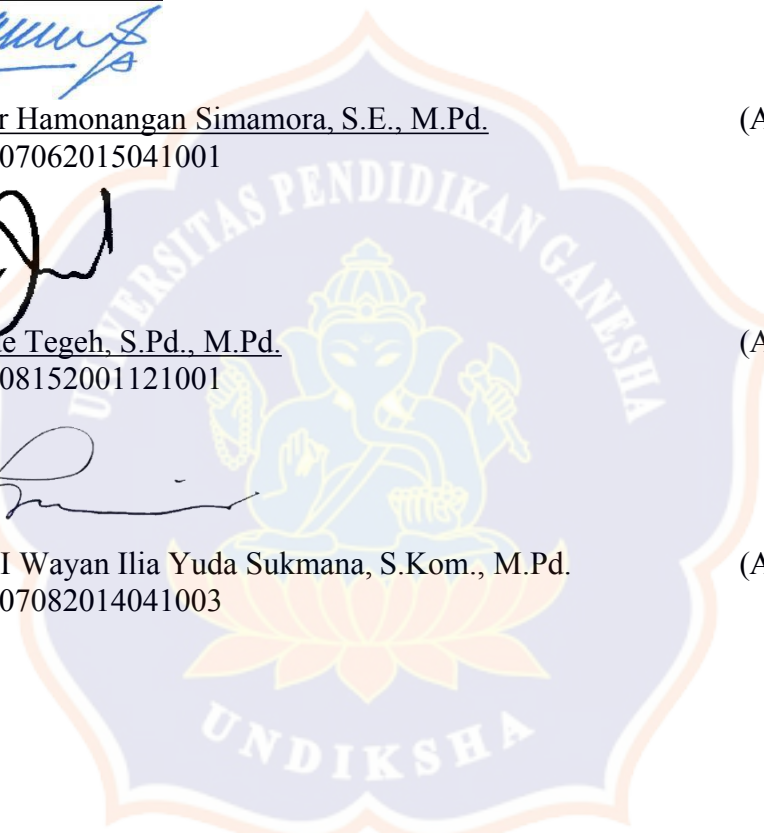 r Hamonangan Simamora, S.E., M.Pd. (A
07062015041001
e Tegeh, S.Pd., M.Pd. (A
08152001121001
I Wayan Ilia Yuda Sukmana, S.Kom., M.Pd. (A
07082014041003
UNIVERSITAS PENDIDIKAN GANESHA
UNDIKSHA